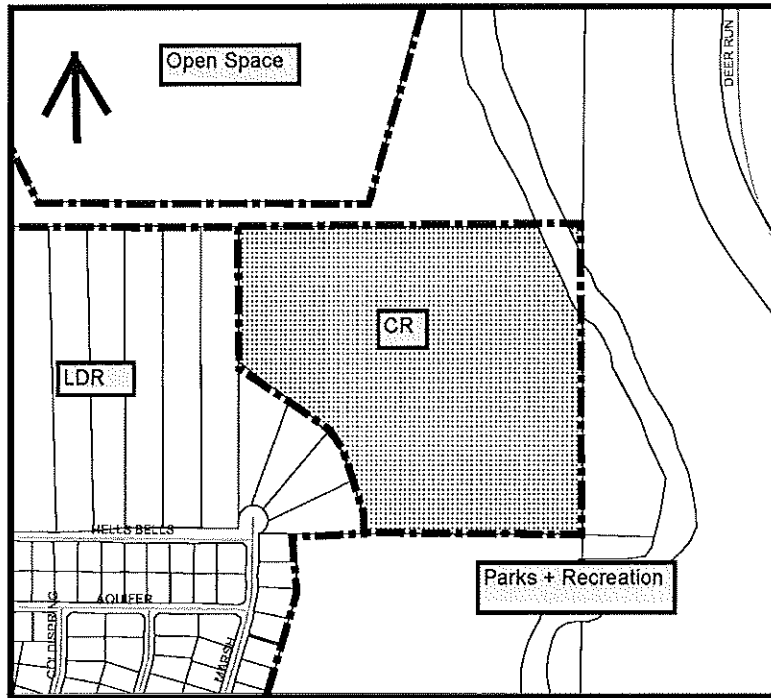 Open Space
DEER RUN
CR
LDR
HELLS BELLS
Parks + Recreation
AQUIFER
COLDSPRING
MARSH